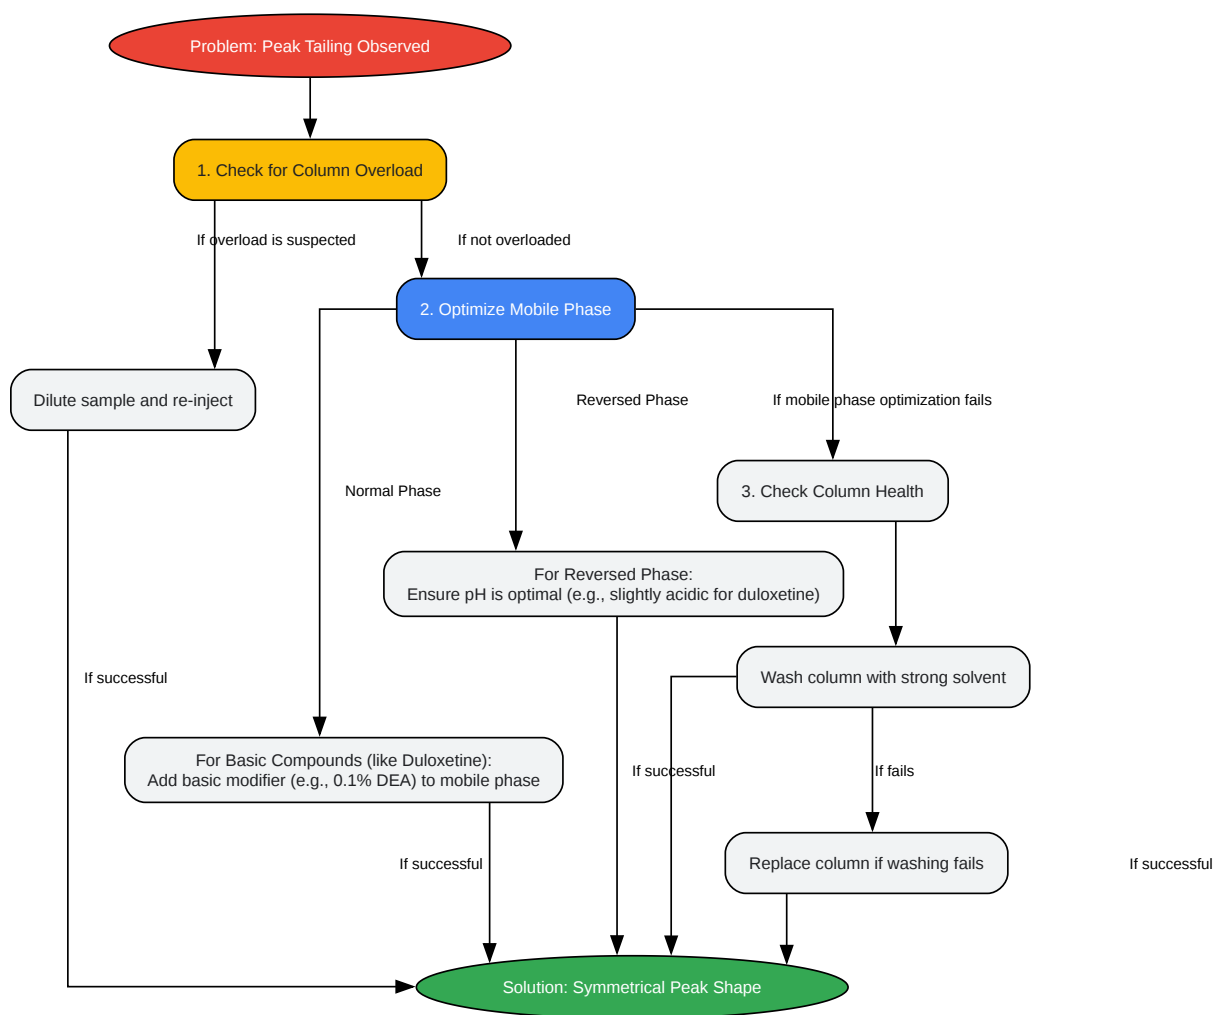 Problem: Peak Tailing Observed
1. Check for Column Overload
If overload is suspected
If not overloaded
2. Optimize Mobile Phase
Dilute sample and re-inject
Reversed Phase
If mobile phase optimization fails
Normal Phase
3. Check Column Health
For Reversed Phase:
Ensure pH is optimal (e.g., slightly acidic for duloxetine)
If successful
Wash column with strong solvent
For Basic Compounds (like Duloxetine):
Add basic modifier (e.g., 0.1% DEA) to mobile phase
If successful
If fails
If successful
Replace column if washing fails
If successful
Solution: Symmetrical Peak Shape